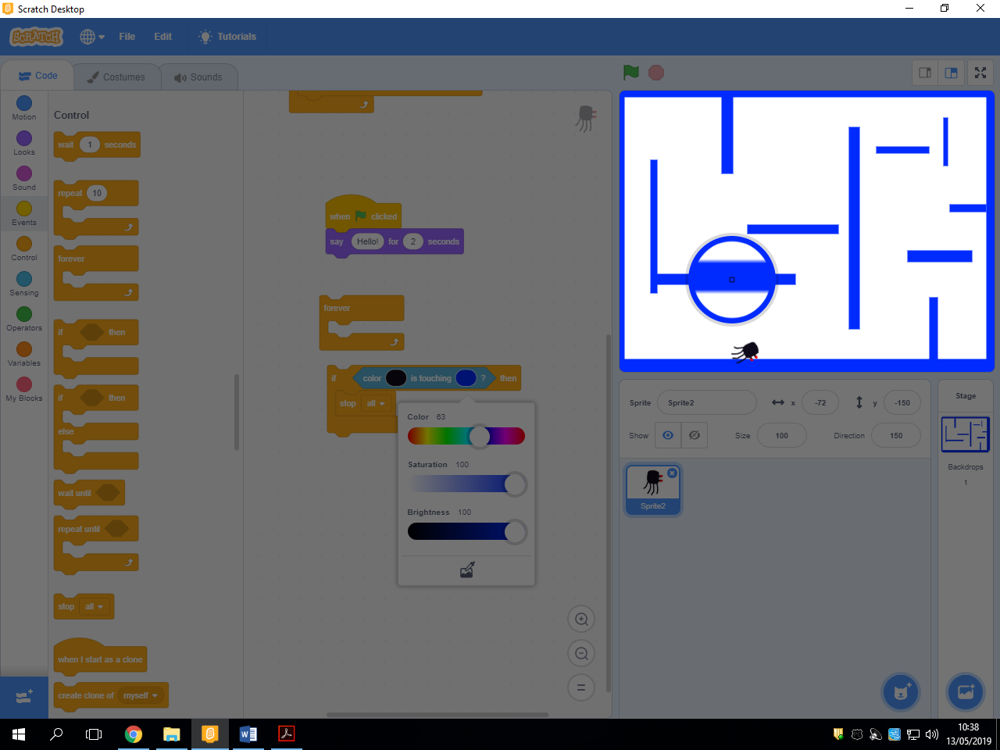 Scratch Desktop
SCRATCH File Edit Tutorials
Code Costumes Sounds
Motion
Looks
Sound
Events
Control
Sensing
Operators
Variables
My Blocks
Control
wait 1 seconds
repeat 10
forever
if then
if then
else
wait until
repeat until
stop all
when I start as a clone
create clone of myself
when clicked
say Hello! for 2 seconds
forever
if color is touching ? then
stop all
Color 63
Saturation 100
Brightness 100
Sprite Sprite2 x -72 y -150
Show Size 100 Direction 150
Sprite2
Stage
Backdrops
1
10:38
13/05/2019